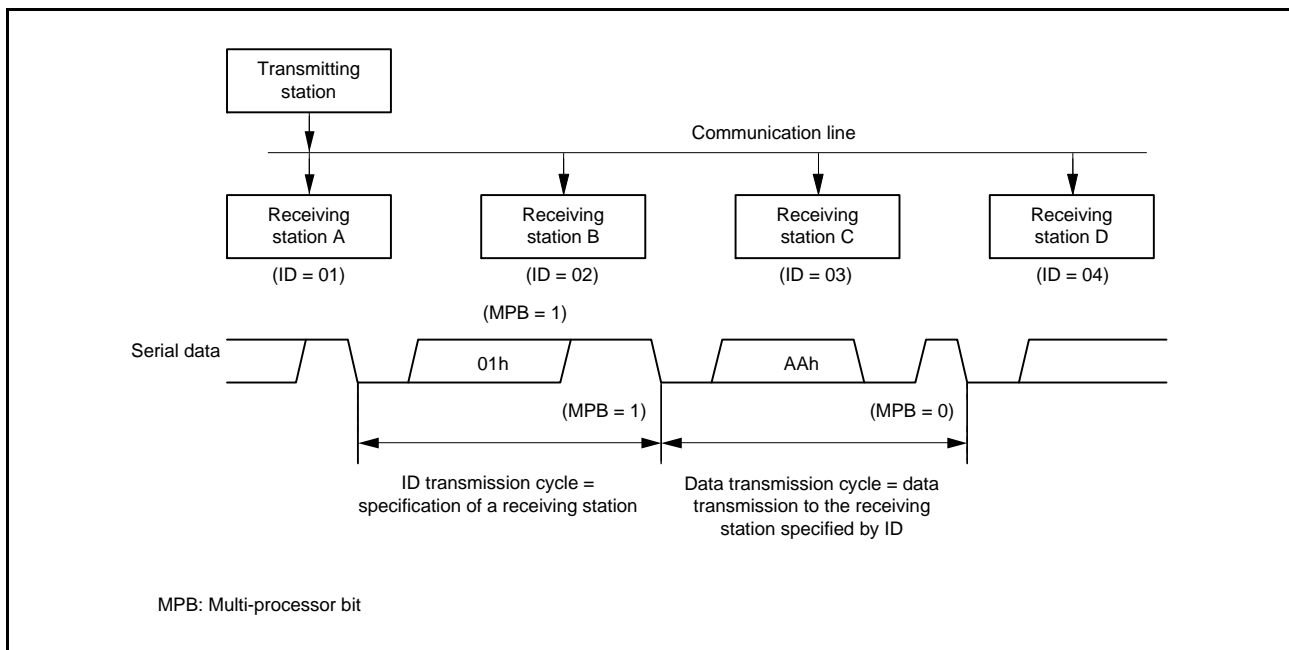 Transmitting
station
Communication line
Receiving
station A
Receiving
station B
Receiving
station C
Receiving
station D
(ID = 01)
(ID = 02)
(ID = 03)
(ID = 04)
(MPB = 1)
Serial data
01h
AAh
(MPB = 1)
(MPB = 0)
ID transmission cycle =
specification of a receiving station
Data transmission cycle = data
transmission to the receiving
station specified by ID
MPB: Multi-processor bit